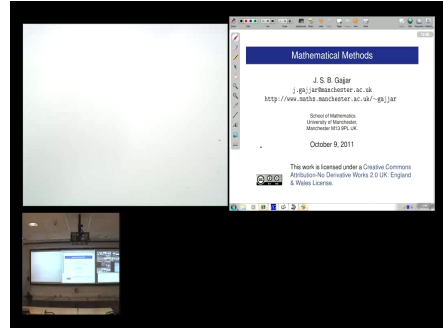 Mathematical Methods
J. S. B. Gajjar
j.gajjar@manchester.ac.uk
http://www.maths.manchester.ac.uk/~gajjar
School of Mathematics
University of Manchester,
Manchester M13 9PL UK.
October 9, 2011
This work is licensed under a Creative Commons
Attribution-No Derivative Works 2.0 UK: England
& Wales License.